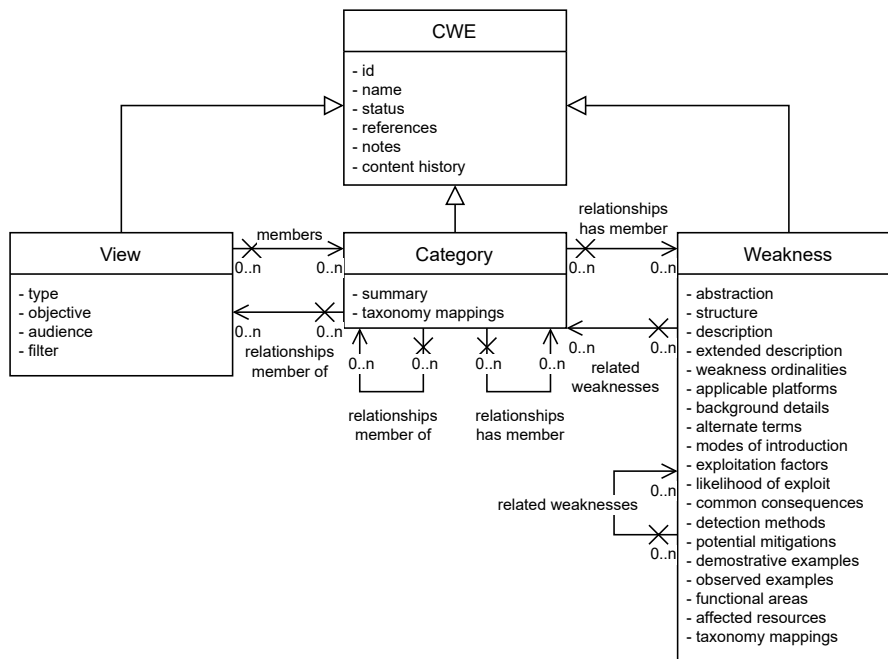 CWE
- id
- name
- status
- references
- notes
- content history
View
- type
- objective
- audience
- filter
members
0..n
0..n
0..n
0..n
relationships
member of
Category
- summary
- taxonomy mappings
0..n
0..n
0..n
0..n
relationships
member of
relationships
has member
relationships
has member
0..n
0..n
0..n
0..n
related
weaknesses
Weakness
- abstraction
- structure
- description
- extended description
- weakness ordinalities
- applicable platforms
- background details
- alternate terms
- modes of introduction
- exploitation factors
- likelihood of exploit
- common consequences
- detection methods
- potential mitigations
- demostrative examples
- observed examples
- functional areas
- affected resources
- taxonomy mappings
related weaknesses
0..n
0..n